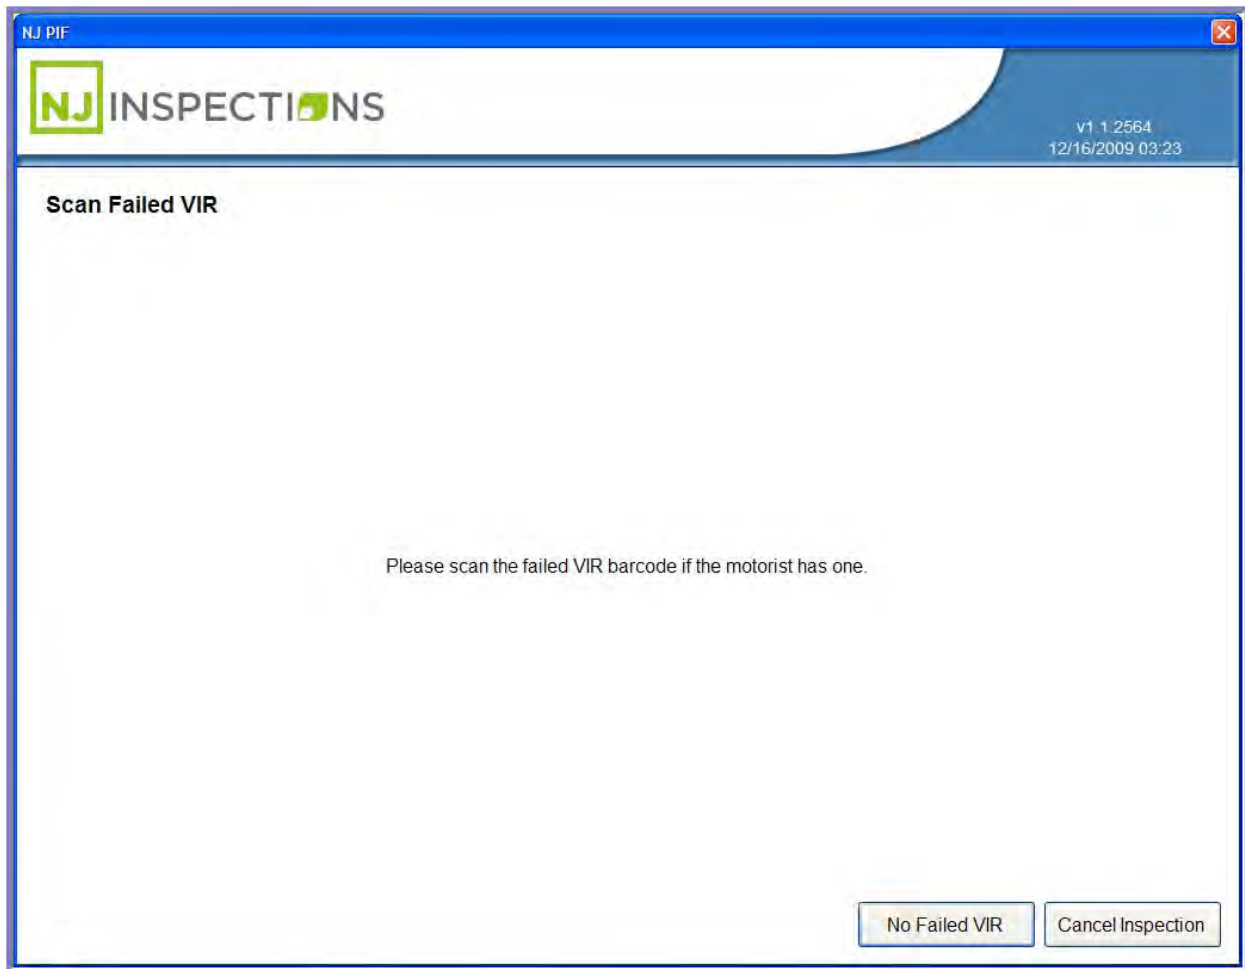 NJ PIF
NJ INSPECTIONS
v1.1.2564
12/16/2009 03:23
Scan Failed VIR
Please scan the failed VIR barcode if the motorist has one.
No Failed VIR
Cancel Inspection